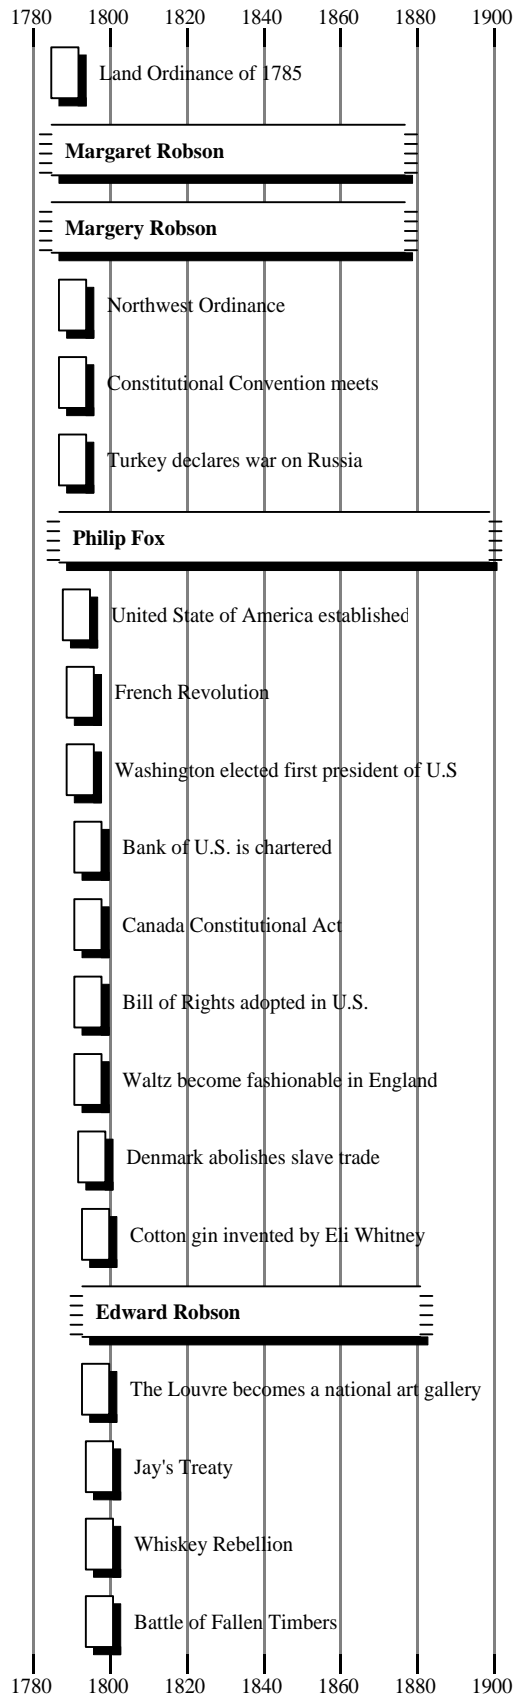 1780 1800 1820 1840 1860 1880 1900
Land Ordinance of 1785
Margaret Robson
Margery Robson
Northwest Ordinance
Constitutional Convention meets
Turkey declares war on Russia
Philip Fox
United State of America established
French Revolution
Washington elected first president of U.S
Bank of U.S. is chartered
Canada Constitutional Act
Bill of Rights adopted in U.S.
Waltz become fashionable in England
Denmark abolishes slave trade
Cotton gin invented by Eli Whitney
Edward Robson
The Louvre becomes a national art gallery
Jay's Treaty
Whiskey Rebellion
Battle of Fallen Timbers
1780 1800 1820 1840 1860 1880 1900